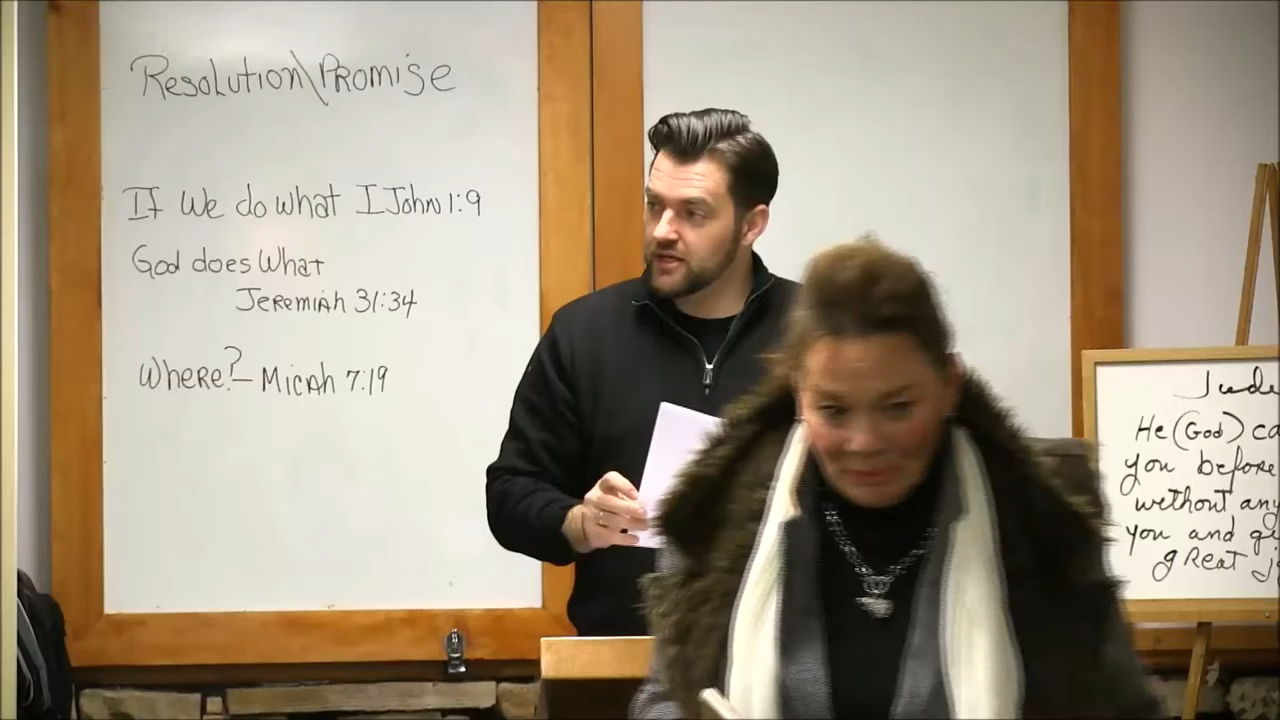 Resolution\Promise
If We do what I John 1:9
God does What
Jeremiah 31:34
Where?– Micah 7:19
Jude
He (God) ca
you before
without any
you and gi
great j